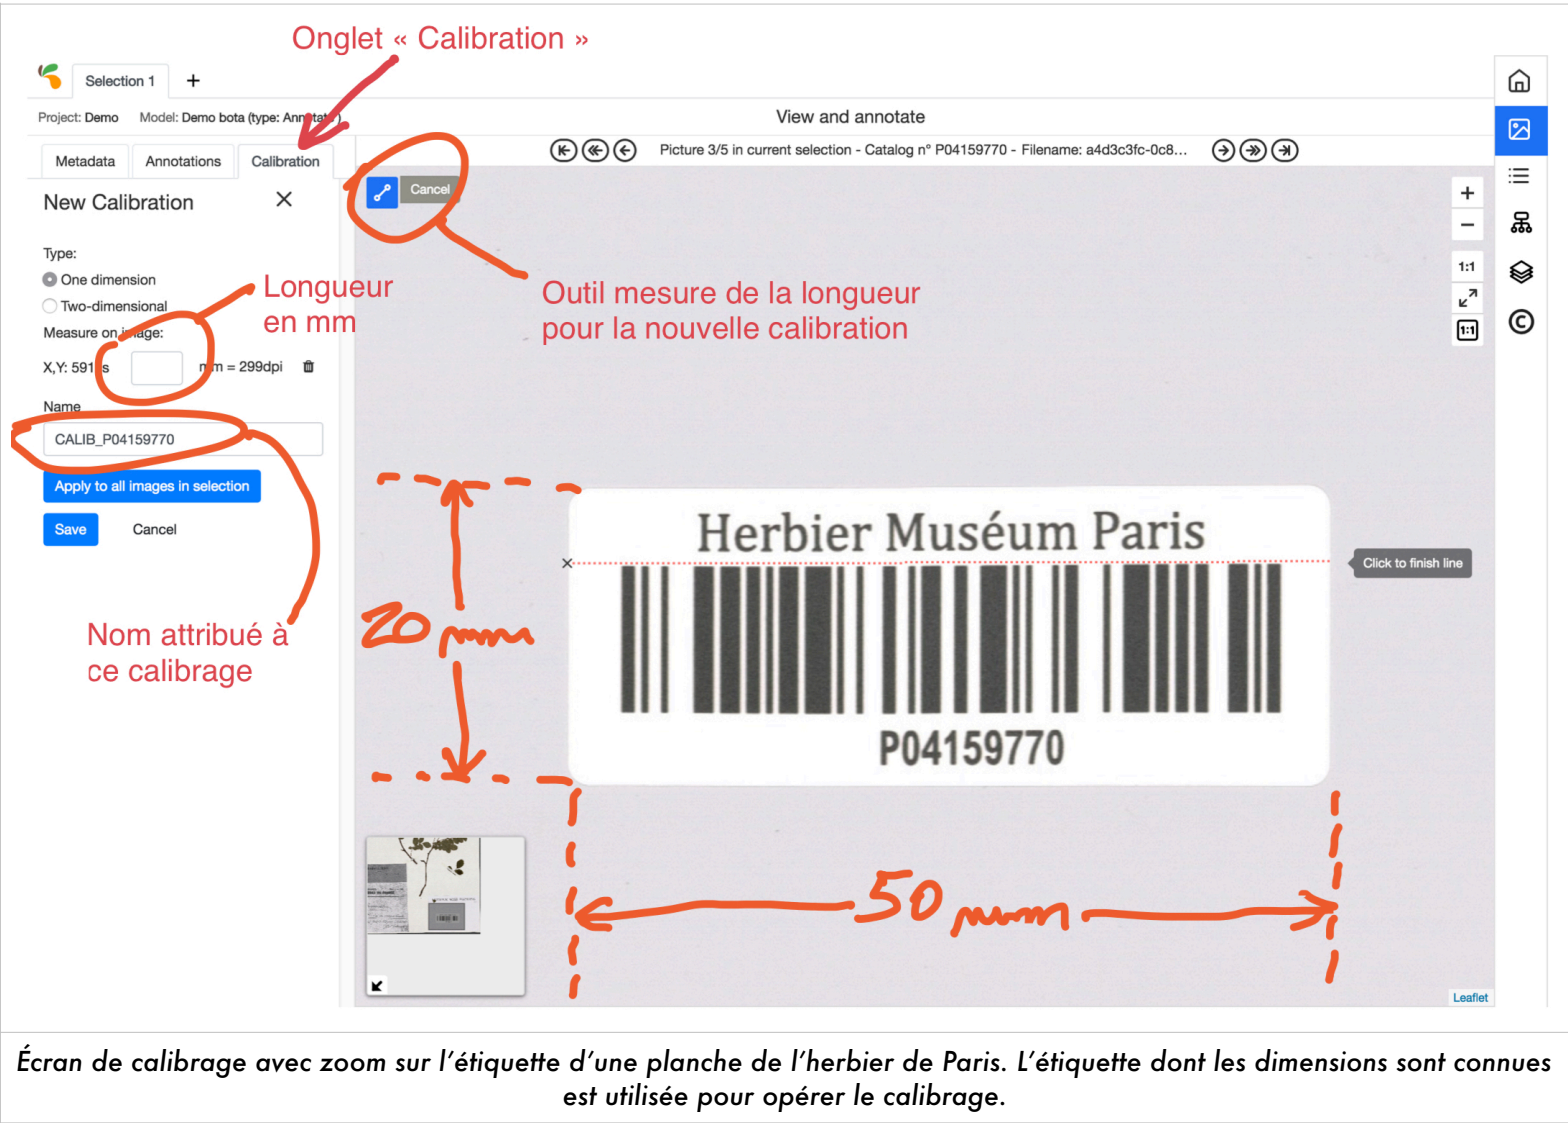 Onglet « Calibration »
Selection 1 +
Project: Demo Model: Demo bota (type: Annotate)
View and annotate
Metadata Annotations Calibration
Picture 3/5 in current selection - Catalog n° P04159770 - Filename: a4d3c3fc-0c8...
New Calibration
Cancel
Type:
One dimension
Two-dimensional
Measure on image:
Longueur
en mm
Outil mesure de la longueur
pour la nouvelle calibration
1:1
1:1
X,Y: 591 mm = 299dpi
Name
CALIB_P04159770
Apply to all images in selection
Save Cancel
Nom attribué à
ce calibrage
20 mm
Herbier Muséum Paris
Click to finish line
P04159770
50 mm
Leaflet
Écran de calibrage avec zoom sur l’étiquette d’une planche de l’herbier de Paris. L’étiquette dont les dimensions sont connues
est utilisée pour opérer le calibrage.